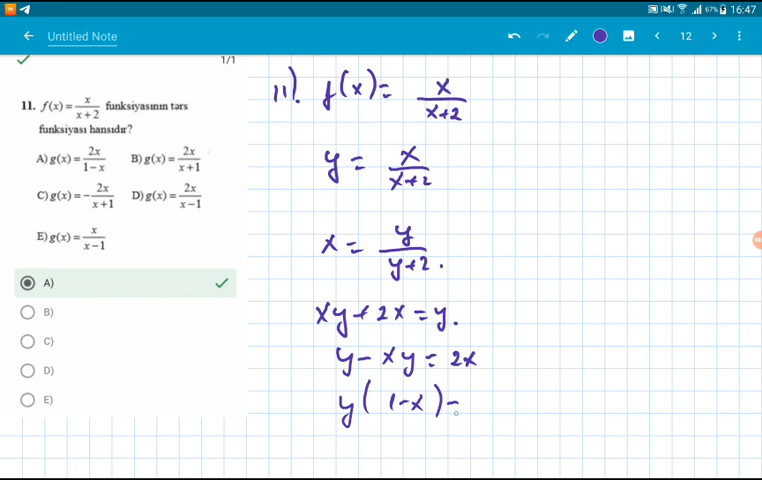 67% 16:47
Untitled Note
12
1/1
11. f(x) = x/(x+2) funksiyasının tərs
funksiyası hansıdır?
A) g(x) = 2x/(1−x) B) g(x) = 2x/(x+1)
C) g(x) = −2x/(x+1) D) g(x) = 2x/(x−1)
E) g(x) = x/(x−1)
A)
B)
C)
D)
E)
11). f(x) = x/(x+2)
y = x/(x+2)
x = y/(y+2).
xy + 2x = y.
y − xy = 2x
y(1−x) =